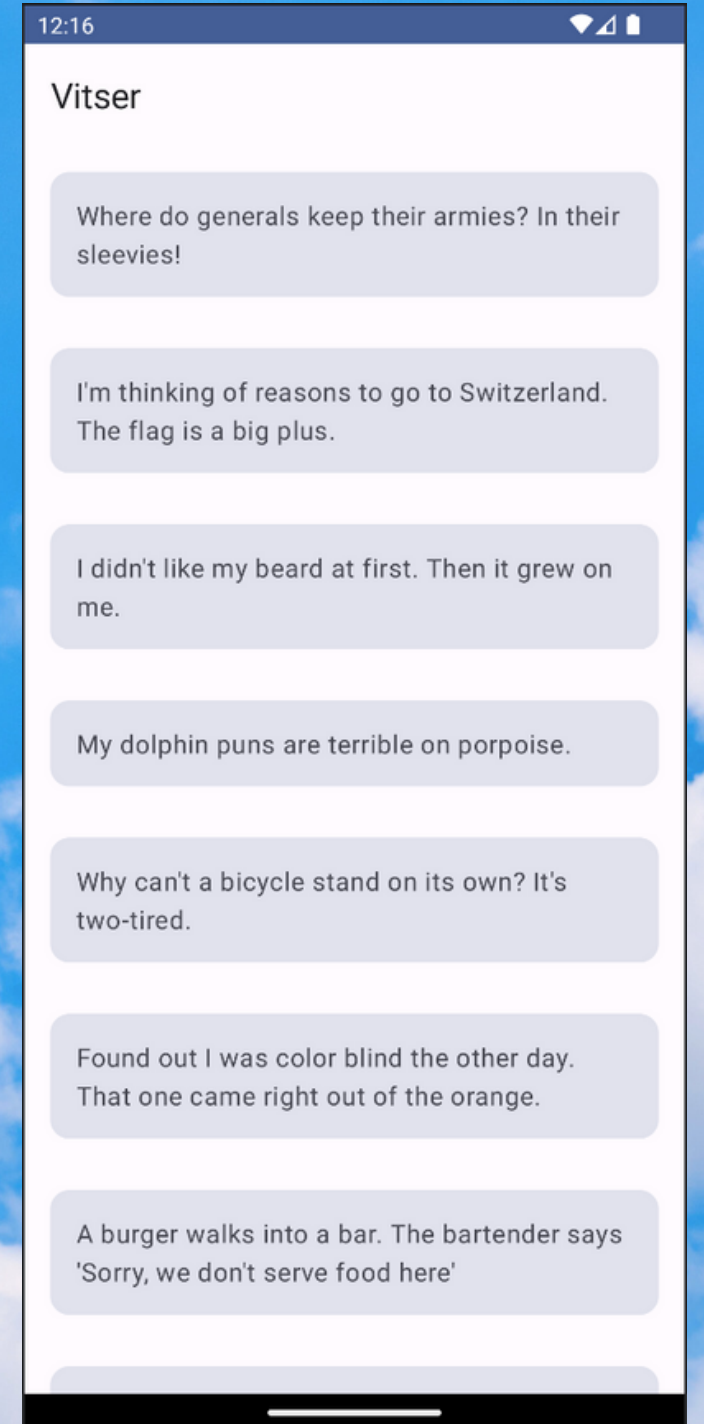 12:16
Vitser
Where do generals keep their armies? In their
sleevies!
I'm thinking of reasons to go to Switzerland.
The flag is a big plus.
I didn't like my beard at first. Then it grew on
me.
My dolphin puns are terrible on porpoise.
Why can't a bicycle stand on its own? It's
two-tired.
Found out I was color blind the other day.
That one came right out of the orange.
A burger walks into a bar. The bartender says
'Sorry, we don't serve food here'